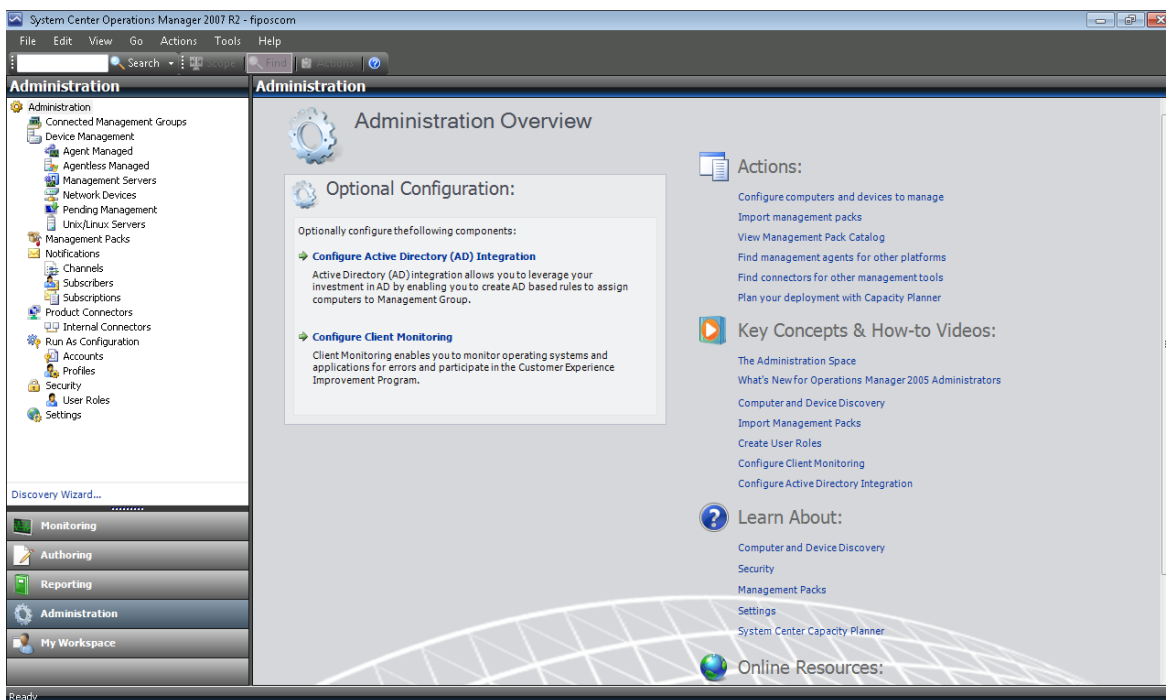 System Center Operations Manager 2007 R2 - fiposcom
File Edit View Go Actions Tools Help
Search Scope Find Actions
Administration
Administration
Connected Management Groups
Device Management
Agent Managed
Agentless Managed
Management Servers
Network Devices
Pending Management
Unix/Linux Servers
Management Packs
Notifications
Channels
Subscribers
Subscriptions
Product Connectors
Internal Connectors
Run As Configuration
Accounts
Profiles
Security
User Roles
Settings
Discovery Wizard...
Monitoring
Authoring
Reporting
Administration
My Workspace
Administration
Administration Overview
Optional Configuration:
Optionally configure the following components:
Configure Active Directory (AD) Integration
Active Directory (AD) integration allows you to leverage your
investment in AD by enabling you to create AD based rules to assign
computers to Management Group.
Configure Client Monitoring
Client Monitoring enables you to monitor operating systems and
applications for errors and participate in the Customer Experience
Improvement Program.
Actions:
Configure computers and devices to manage
Import management packs
View Management Pack Catalog
Find management agents for other platforms
Find connectors for other management tools
Plan your deployment with Capacity Planner
Key Concepts & How-to Videos:
The Administration Space
What's New for Operations Manager 2005 Administrators
Computer and Device Discovery
Import Management Packs
Create User Roles
Configure Client Monitoring
Configure Active Directory Integration
Learn About:
Computer and Device Discovery
Security
Management Packs
Settings
System Center Capacity Planner
Online Resources:
Ready